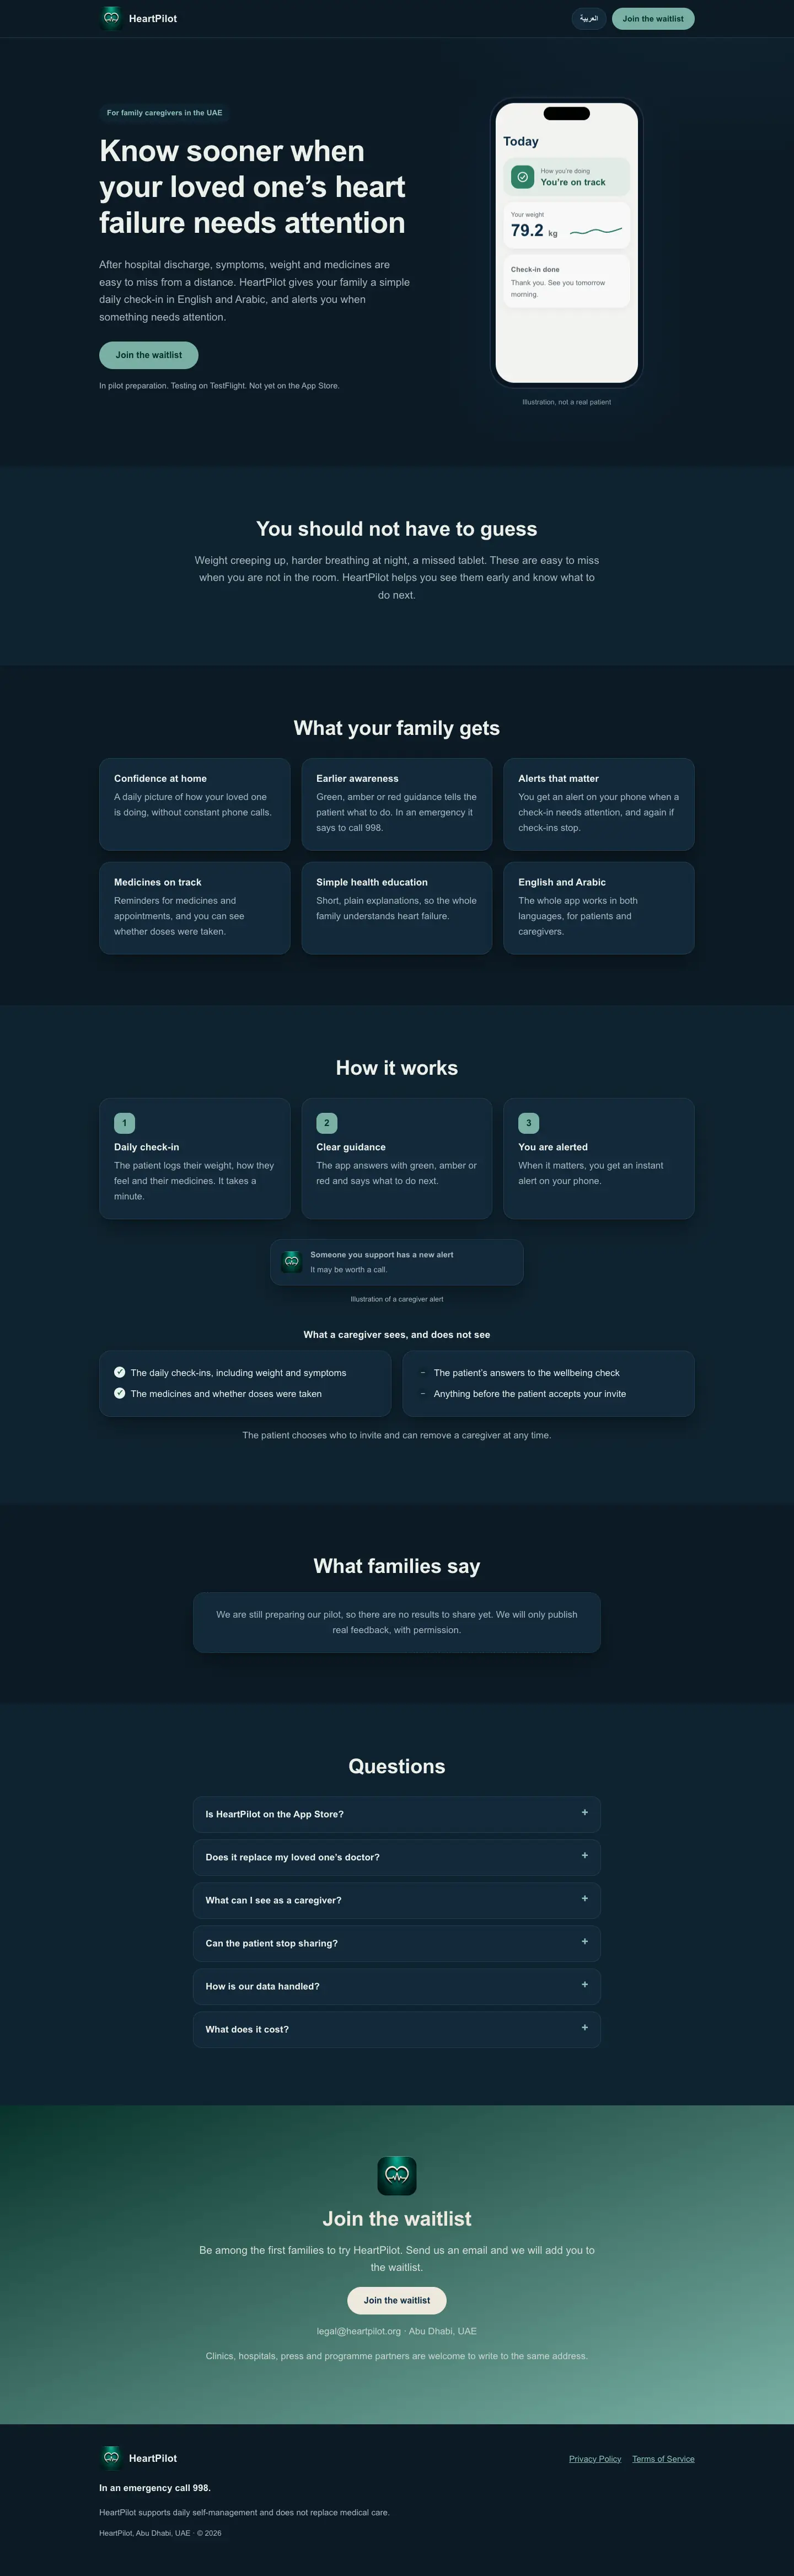 HeartPilot
العربية
Join the waitlist
For family caregivers in the UAE
Know sooner when
your loved one’s heart
failure needs attention
After hospital discharge, symptoms, weight and medicines are
easy to miss from a distance. HeartPilot gives your family a simple
daily check-in in English and Arabic, and alerts you when
something needs attention.
Join the waitlist
In pilot preparation. Testing on TestFlight. Not yet on the App Store.
Today
How you’re doing
You’re on track
Your weight
79.2 kg
Check-in done
Thank you. See you tomorrow
morning.
Illustration, not a real patient
You should not have to guess
Weight creeping up, harder breathing at night, a missed tablet. These are easy to miss
when you are not in the room. HeartPilot helps you see them early and know what to
do next.
What your family gets
Confidence at home
A daily picture of how your loved one
is doing, without constant phone calls.
Earlier awareness
Green, amber or red guidance tells the
patient what to do. In an emergency it
says to call 998.
Alerts that matter
You get an alert on your phone when a
check-in needs attention, and again if
check-ins stop.
Medicines on track
Reminders for medicines and
appointments, and you can see
whether doses were taken.
Simple health education
Short, plain explanations, so the whole
family understands heart failure.
English and Arabic
The whole app works in both
languages, for patients and
caregivers.
How it works
1
Daily check-in
The patient logs their weight, how they
feel and their medicines. It takes a
minute.
2
Clear guidance
The app answers with green, amber or
red and says what to do next.
3
You are alerted
When it matters, you get an instant
alert on your phone.
Someone you support has a new alert
It may be worth a call.
Illustration of a caregiver alert
What a caregiver sees, and does not see
The daily check-ins, including weight and symptoms
The medicines and whether doses were taken
– The patient’s answers to the wellbeing check
– Anything before the patient accepts your invite
The patient chooses who to invite and can remove a caregiver at any time.
What families say
We are still preparing our pilot, so there are no results to share yet. We will only publish
real feedback, with permission.
Questions
Is HeartPilot on the App Store? +
Does it replace my loved one’s doctor? +
What can I see as a caregiver? +
Can the patient stop sharing? +
How is our data handled? +
What does it cost? +
Join the waitlist
Be among the first families to try HeartPilot. Send us an email and we will add you to
the waitlist.
Join the waitlist
legal@heartpilot.org · Abu Dhabi, UAE
Clinics, hospitals, press and programme partners are welcome to write to the same address.
HeartPilot
Privacy Policy
Terms of Service
In an emergency call 998.
HeartPilot supports daily self-management and does not replace medical care.
HeartPilot, Abu Dhabi, UAE · © 2026